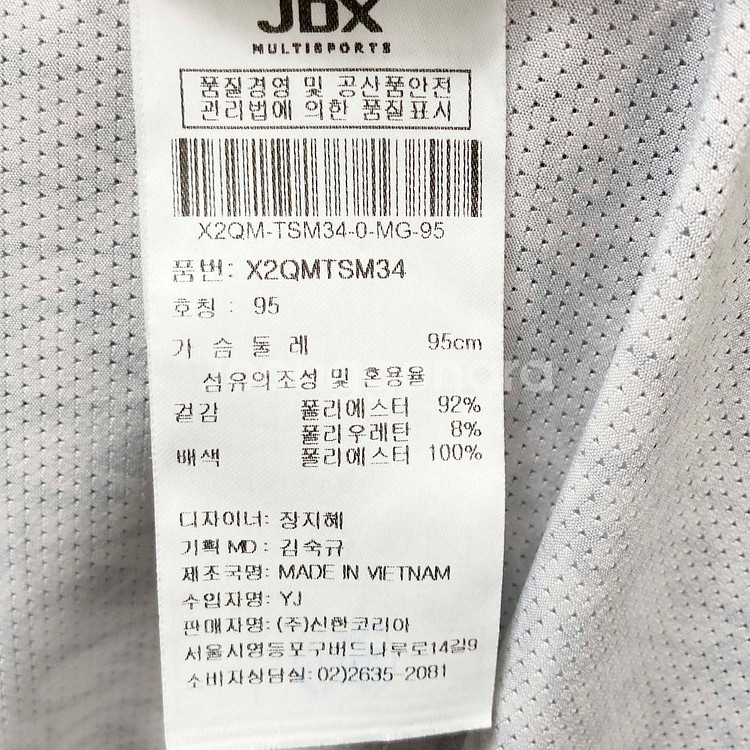 JDX
MULTISPORTS
품질경영 및 공산품안전
관리법에 의한 품질표시
X2QM-TSM34-0-MG-95
품번: X2QMTSM34
호칭 : 95
가 슴 둘 레 95cm
섬유의조성 및 혼용율
겉감 폴리에스터 92%
폴리우레탄 8%
배색 폴리에스터 100%
디자이너: 장지혜
기획 MD : 김숙규
제조국명: MADE IN VIETNAM
수입자명: YJ
판매자명: (주)신한코리아
서울시영등포구버드나루로14길9
소비자상담실: 02)2635-2081